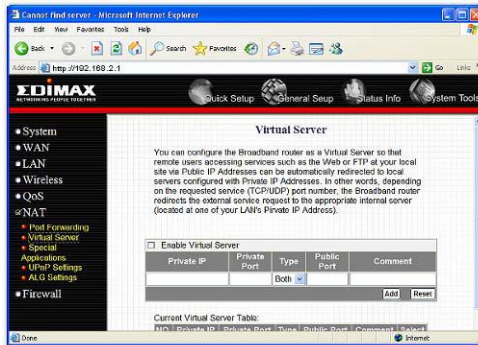 Cannot find server - Microsoft Internet Explorer
File Edit View Favorites Tools Help
Back Search Favorites
Address http://192.168.2.1 Go Links
EDIMAX
NETWORKING PEOPLE TOGETHER
Quick Setup General Seup Status Info System Tools
System
WAN
LAN
Wireless
QoS
NAT
Port Forwarding
Virtual Server
Special
Applications
UPnP Settings
ALG Settings
Firewall
Virtual Server
You can configure the Broadband router as a Virtual Server so that
remote users accessing services such as the Web or FTP at your local
site via Public IP Addresses can be automatically redirected to local
servers configured with Private IP Addresses. In other words, depending
on the requested service (TCP/UDP) port number, the Broadband router
redirects the external service request to the appropriate internal server
(located at one of your LAN's Pirvate IP Address).
Enable Virtual Server
Private IP Private Port Type Public Port Comment
Both
Add Reset
Current Virtual Server Table:
NO Private IP Private Port Type Public Port Comment Select
Done Internet